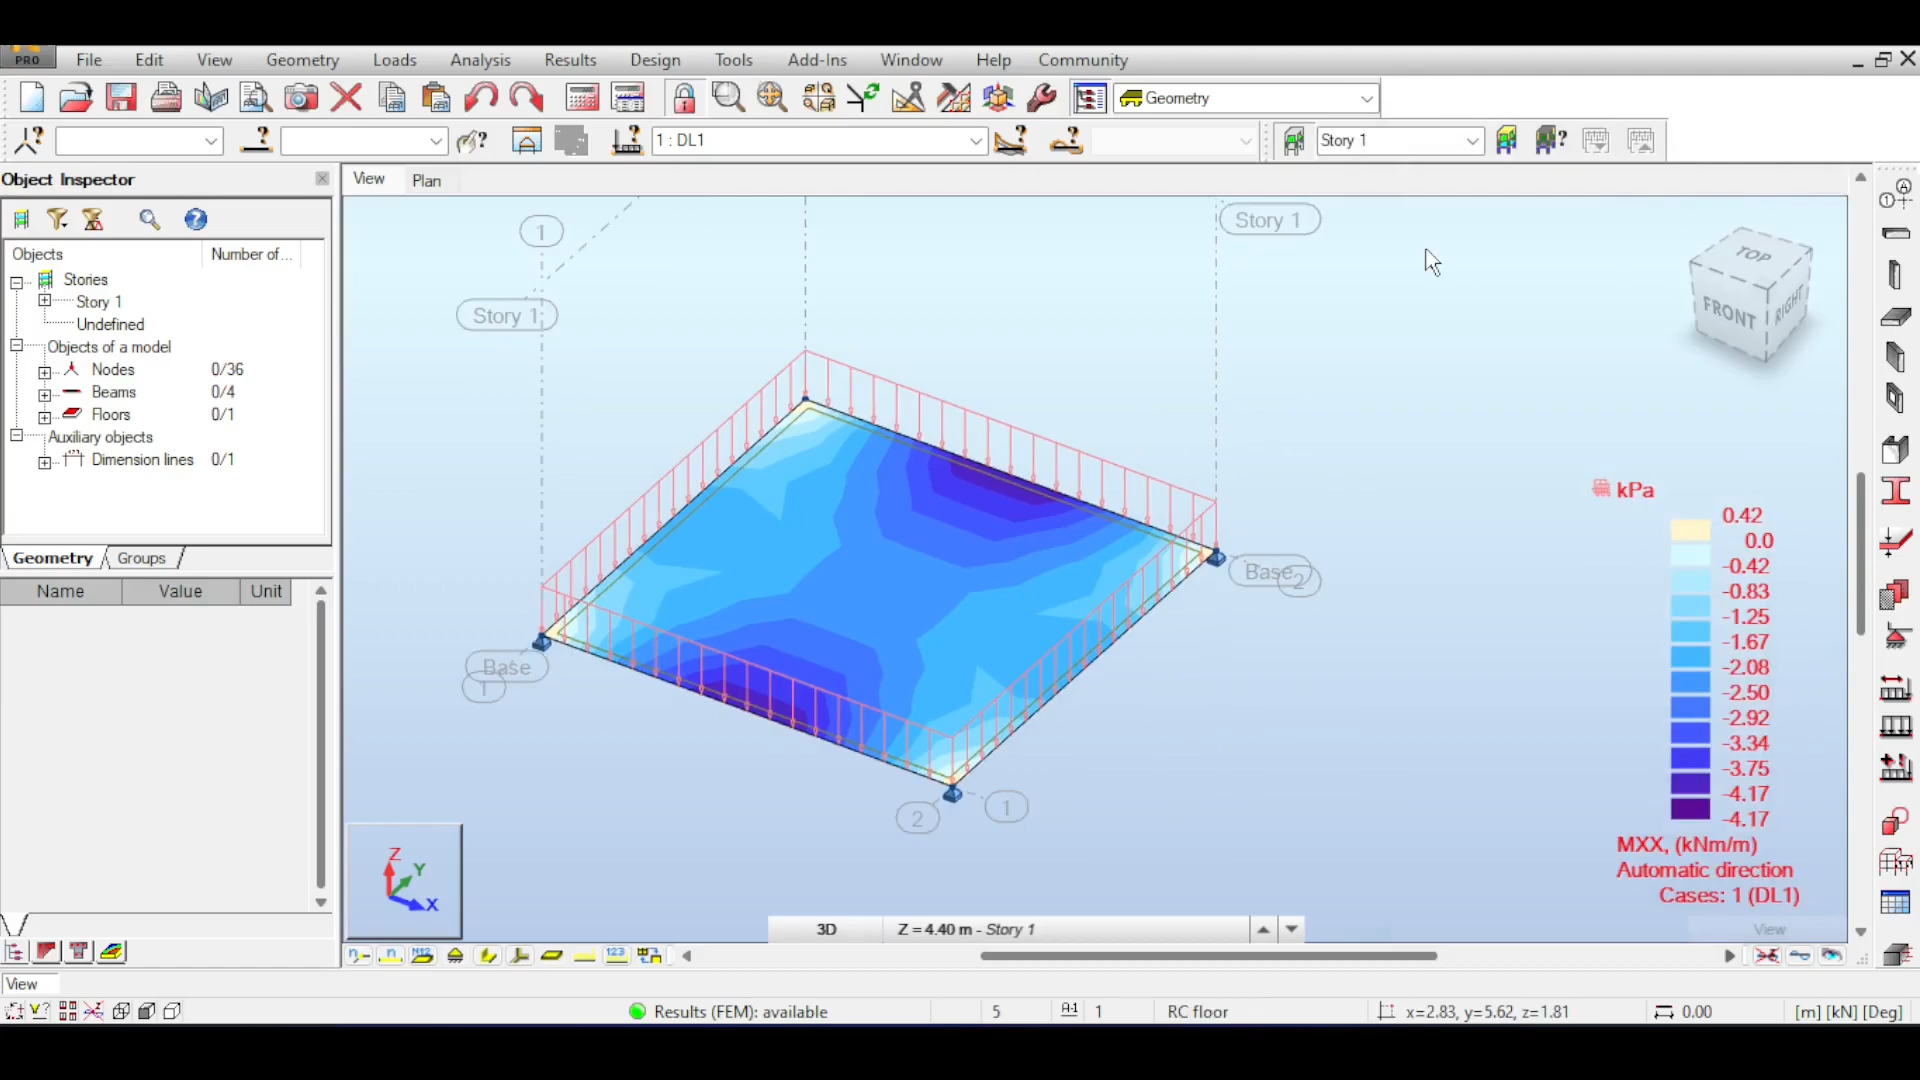 PRO
File Edit View Geometry Loads Analysis Results Design Tools Add-Ins Window Help Community
Geometry
1 : DL1
Story 1
Object Inspector
View Plan
Objects Number of...
Stories
Story 1
Undefined
Objects of a model
Nodes 0/36
Beams 0/4
Floors 0/1
Auxiliary objects
Dimension lines 0/1
Geometry Groups
Name Value Unit
1
Story 1
Story 1
TOP
FRONT
RIGHT
Base
1
Base
2
2
1
kPa
0.42
0.0
-0.42
-0.83
-1.25
-1.67
-2.08
-2.50
-2.92
-3.34
-3.75
-4.17
-4.17
MXX, (kNm/m)
Automatic direction
Cases: 1 (DL1)
Z
Y
X
3D Z = 4.40 m - Story 1
View
View
Results (FEM): available 5 1 RC floor x=2.83, y=5.62, z=1.81 0.00 [m] [kN] [Deg]